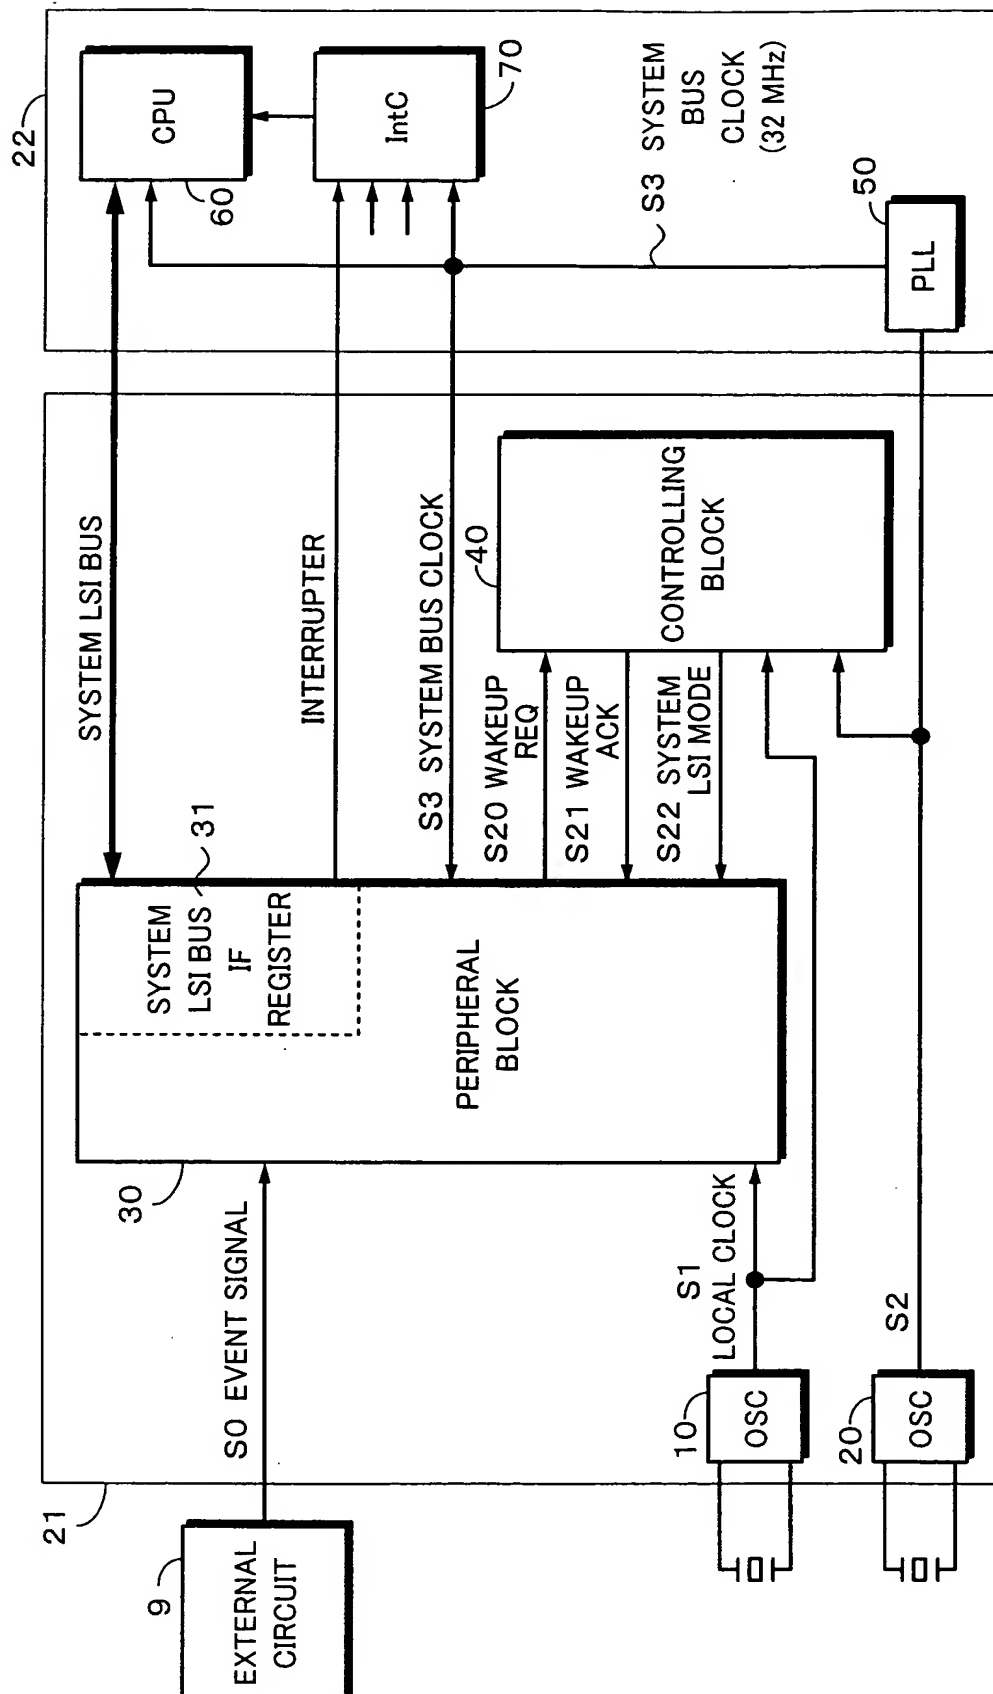 22
CPU
60
IntC
70
S3 SYSTEM
BUS
CLOCK
(32 MHz)
50
PLL
SYSTEM LSI BUS
INTERRUPTER
S3 SYSTEM BUS CLOCK
40
CONTROLLING
BLOCK
S20 WAKEUP
REQ
S21 WAKEUP
ACK
S22 SYSTEM
LSI MODE
31
SYSTEM
LSI BUS
IF
REGISTER
PERIPHERAL
BLOCK
30
S0 EVENT SIGNAL
S1
LOCAL CLOCK
S2
10
OSC
20
OSC
21
9
EXTERNAL
CIRCUIT